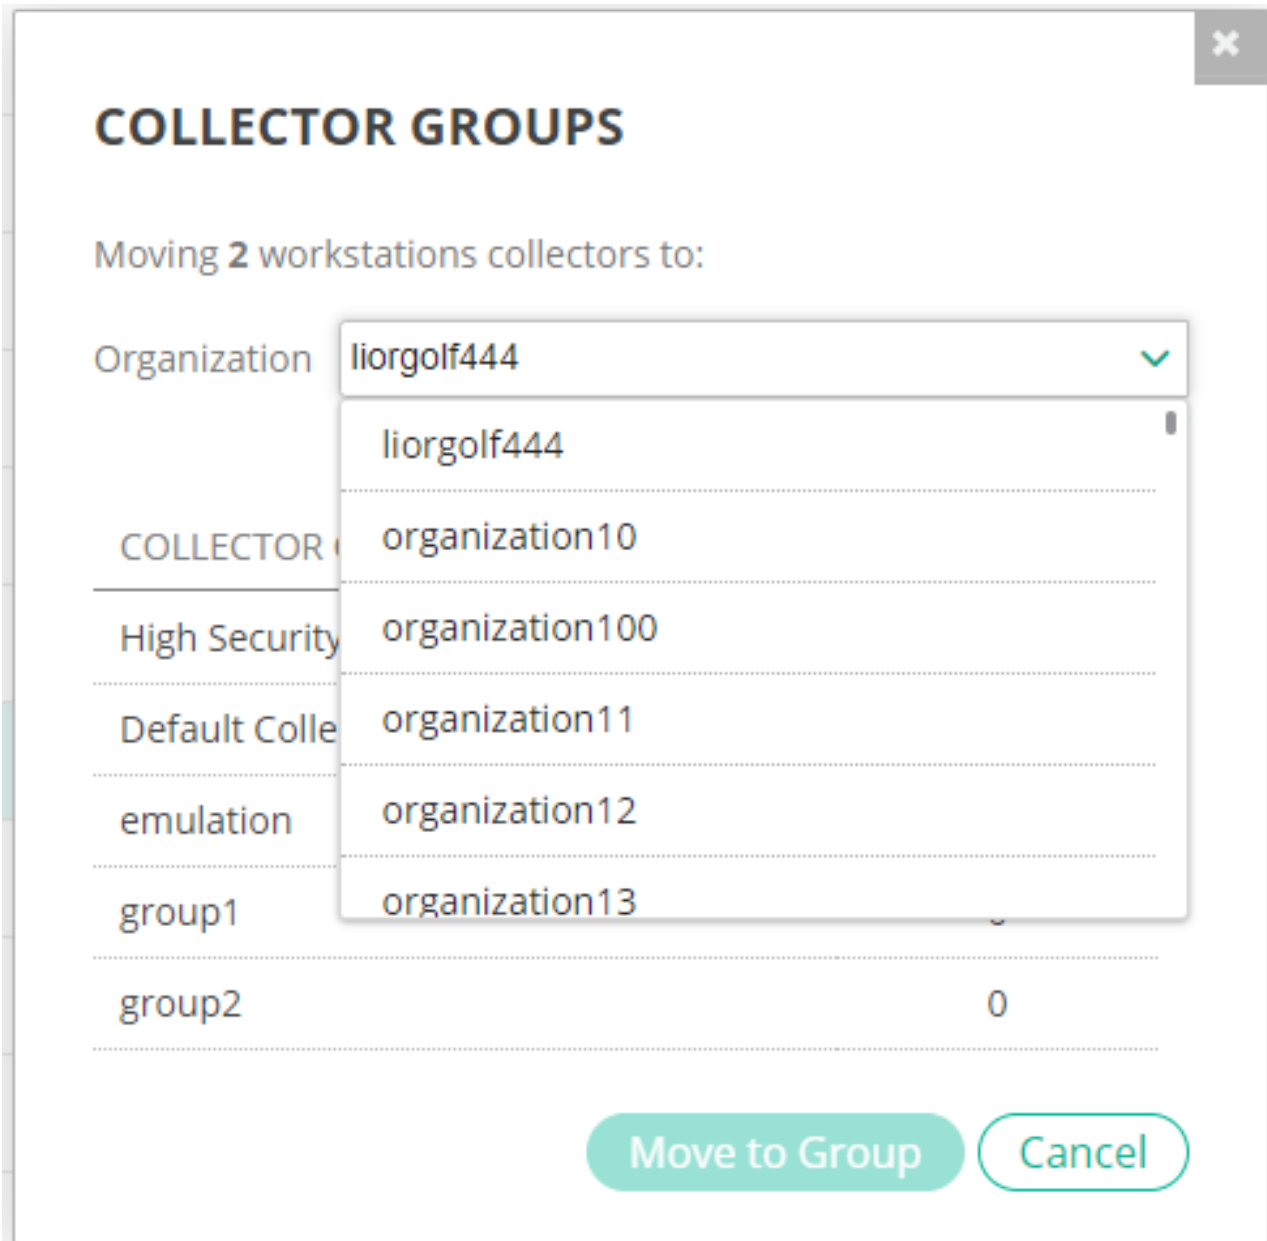 COLLECTOR GROUPS
Moving 2 workstations collectors to:
Organization liorgolf444
liorgolf444
organization10
COLLECTOR
organization100
High Security
organization11
Default Colle
organization12
emulation
organization13
group1
group2 0
Move to Group Cancel